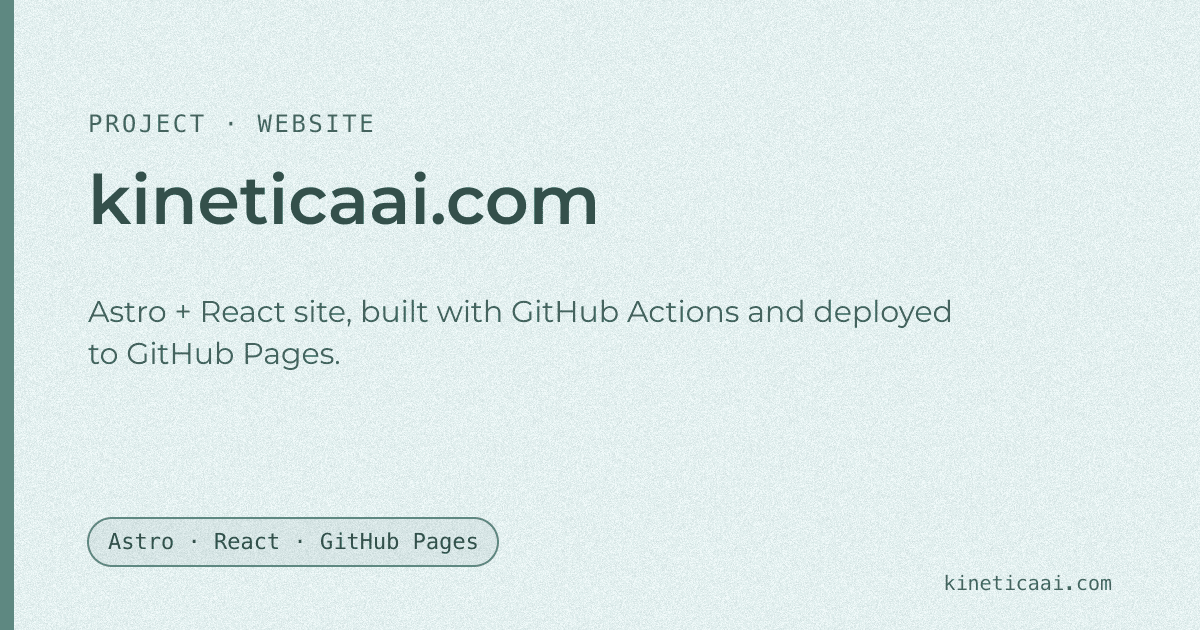 PROJECT · WEBSITE
kineticaai.com
Astro + React site, built with GitHub Actions and deployed
to GitHub Pages.
Astro · React · GitHub Pages
kineticaai.com